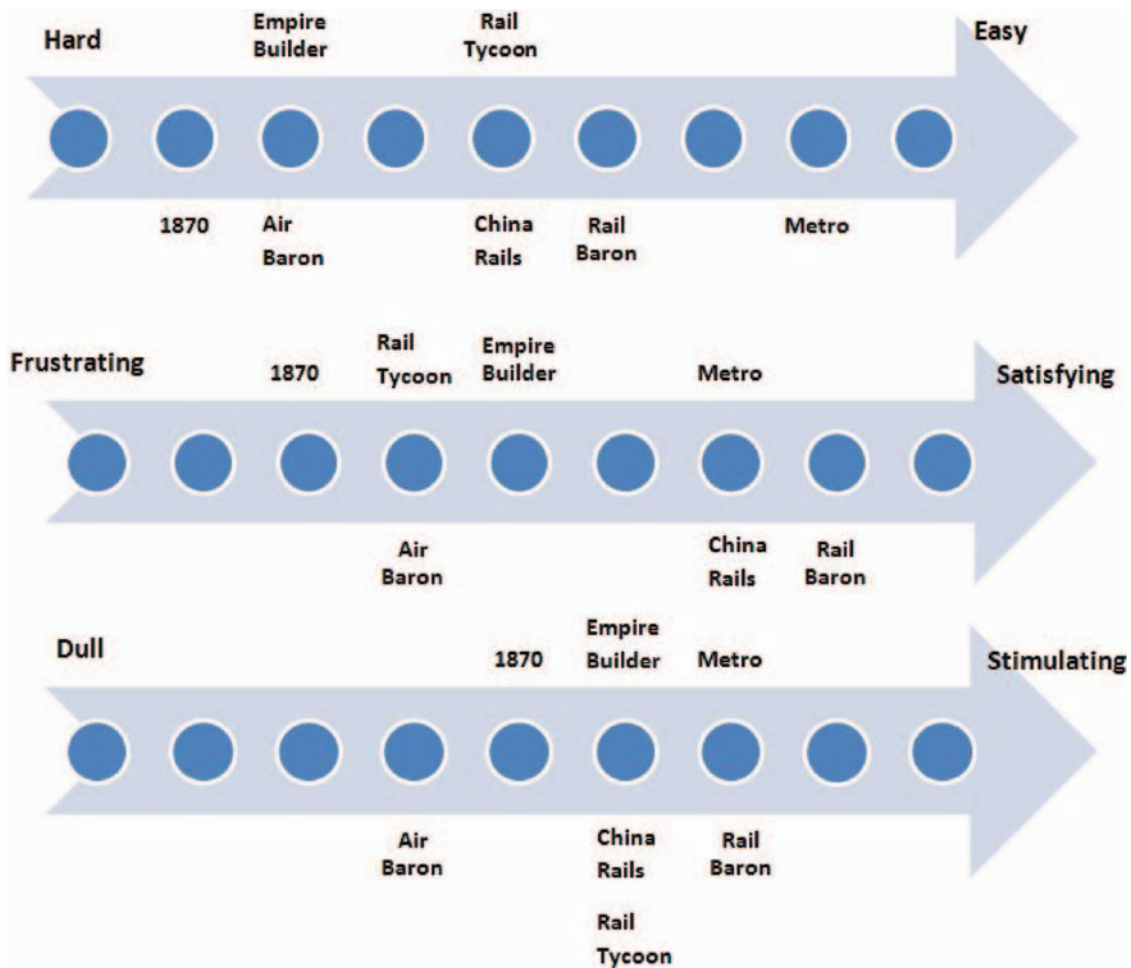 Hard
Empire
Builder
Rail
Tycoon
Easy
1870
Air
Baron
China
Rails
Rail
Baron
Metro
Frustrating
1870
Rail
Tycoon
Empire
Builder
Metro
Satisfying
Air
Baron
China
Rails
Rail
Baron
Dull
1870
Empire
Builder
Metro
Stimulating
Air
Baron
China
Rails
Rail
Baron
Rail
Tycoon